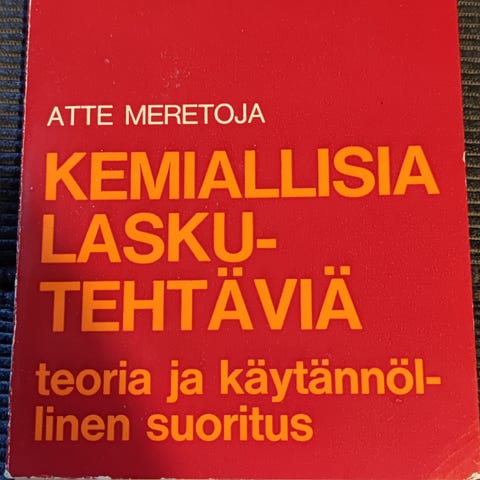 ATTE MERETOJA
KEMIALLISIA
LASKU-
TEHTÄVIÄ
teoria ja käytännöl-
linen suoritus